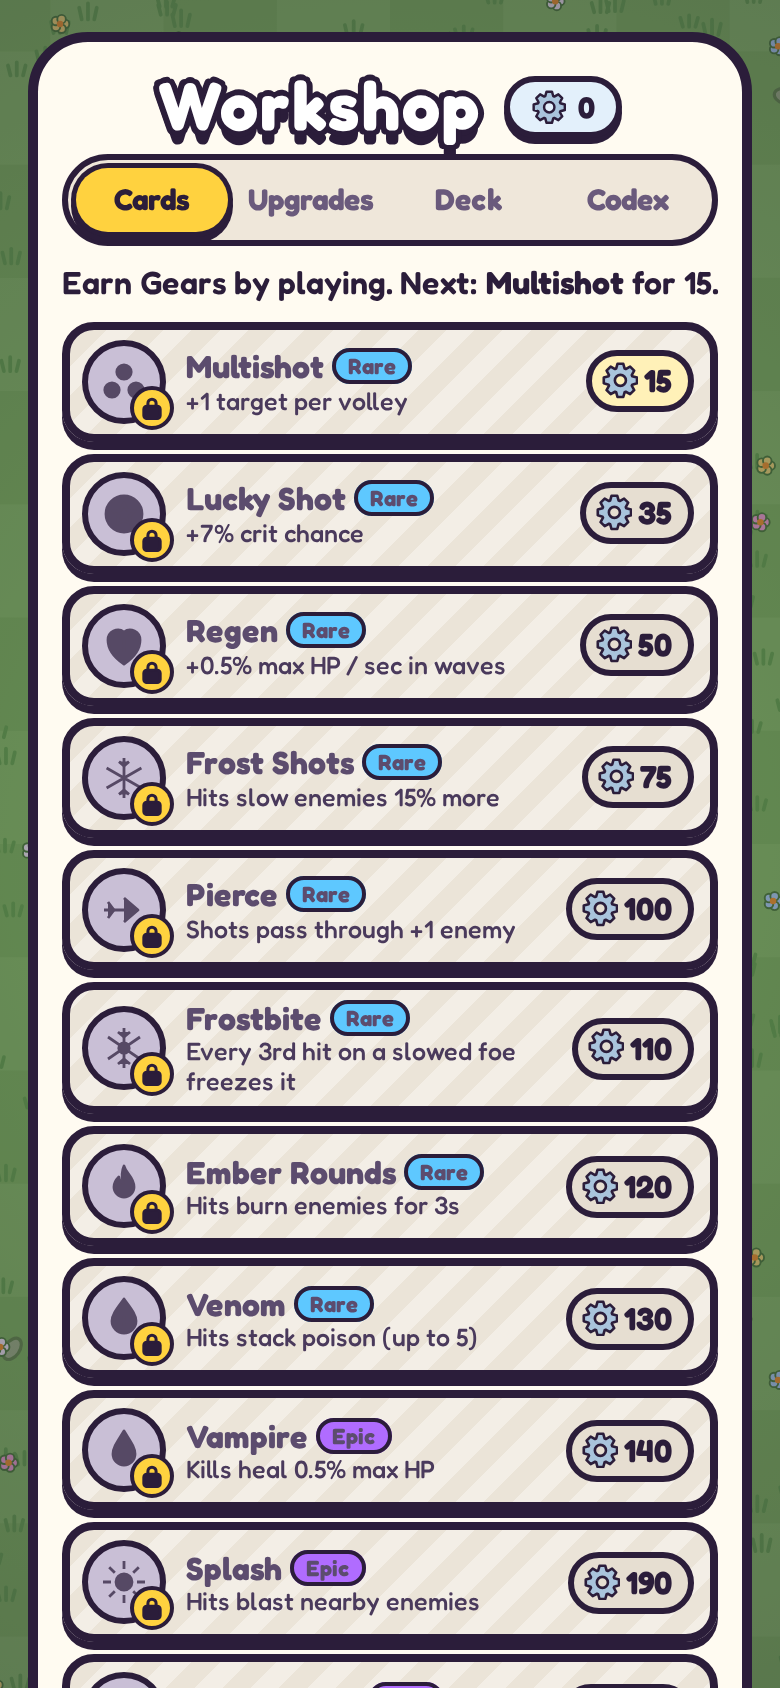 Workshop 0
Cards Upgrades Deck Codex
Earn Gears by playing. Next: Multishot for 15.
Multishot Rare
+1 target per volley
15
Lucky Shot Rare
+7% crit chance
35
Regen Rare
+0.5% max HP / sec in waves
50
Frost Shots Rare
Hits slow enemies 15% more
75
Pierce Rare
Shots pass through +1 enemy
100
Frostbite Rare
Every 3rd hit on a slowed foe
freezes it
110
Ember Rounds Rare
Hits burn enemies for 3s
120
Venom Rare
Hits stack poison (up to 5)
130
Vampire Epic
Kills heal 0.5% max HP
140
Splash Epic
Hits blast nearby enemies
190